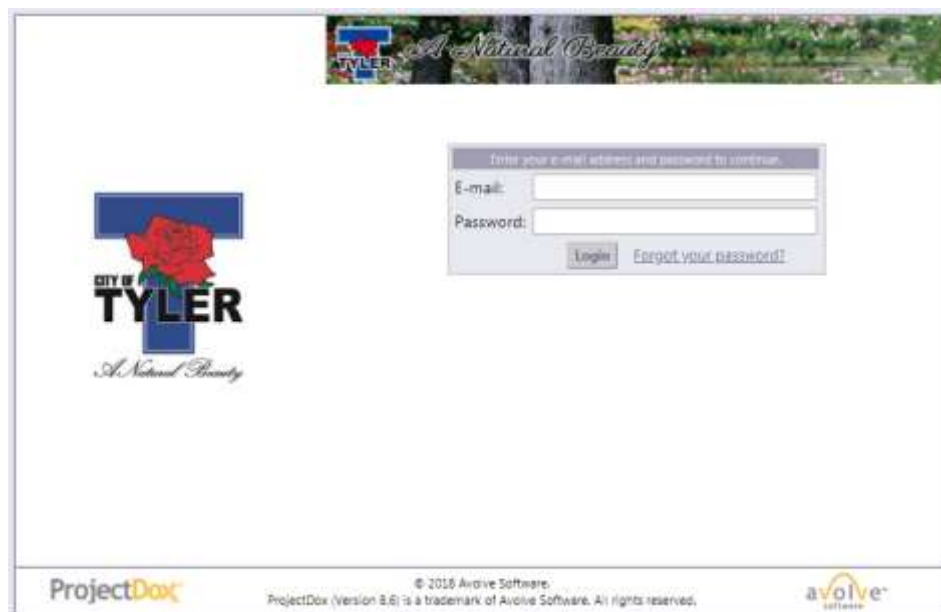 TYLER A Natural Beauty
Enter your e-mail address and password to continue.
E-mail:
Password:
Login Forgot your password?
CITY OF
TYLER
A Natural Beauty
ProjectDox
© 2018 Avolve Software.
ProjectDox (Version 8.6) is a trademark of Avolve Software. All rights reserved.
avolve
software